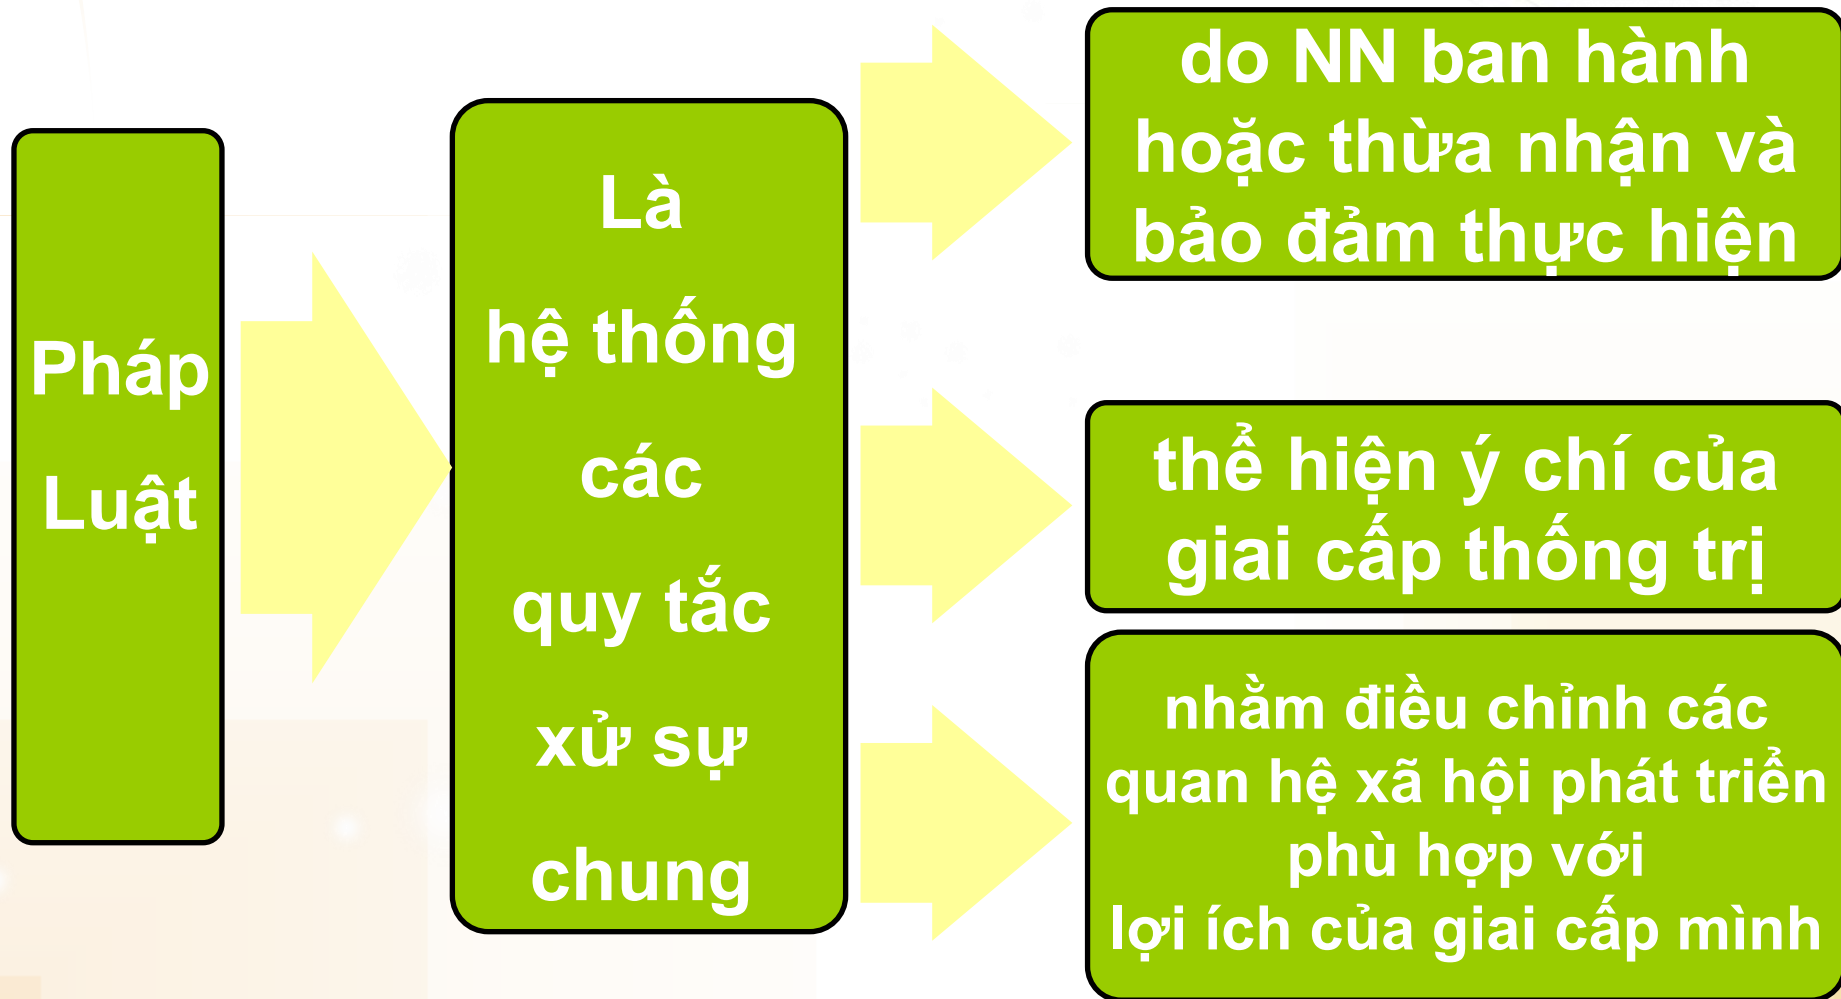 Pháp
Luật
Là
hệ thống
các
quy tắc
xử sự
chung
do NN ban hành
hoặc thừa nhận và
bảo đảm thực hiện
thể hiện ý chí của
giai cấp thống trị
nhằm điều chỉnh các
quan hệ xã hội phát triển
phù hợp với
lợi ích của giai cấp mình